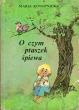 MARIA KONOPNICKA
O czym
ptaszek
śpiewa